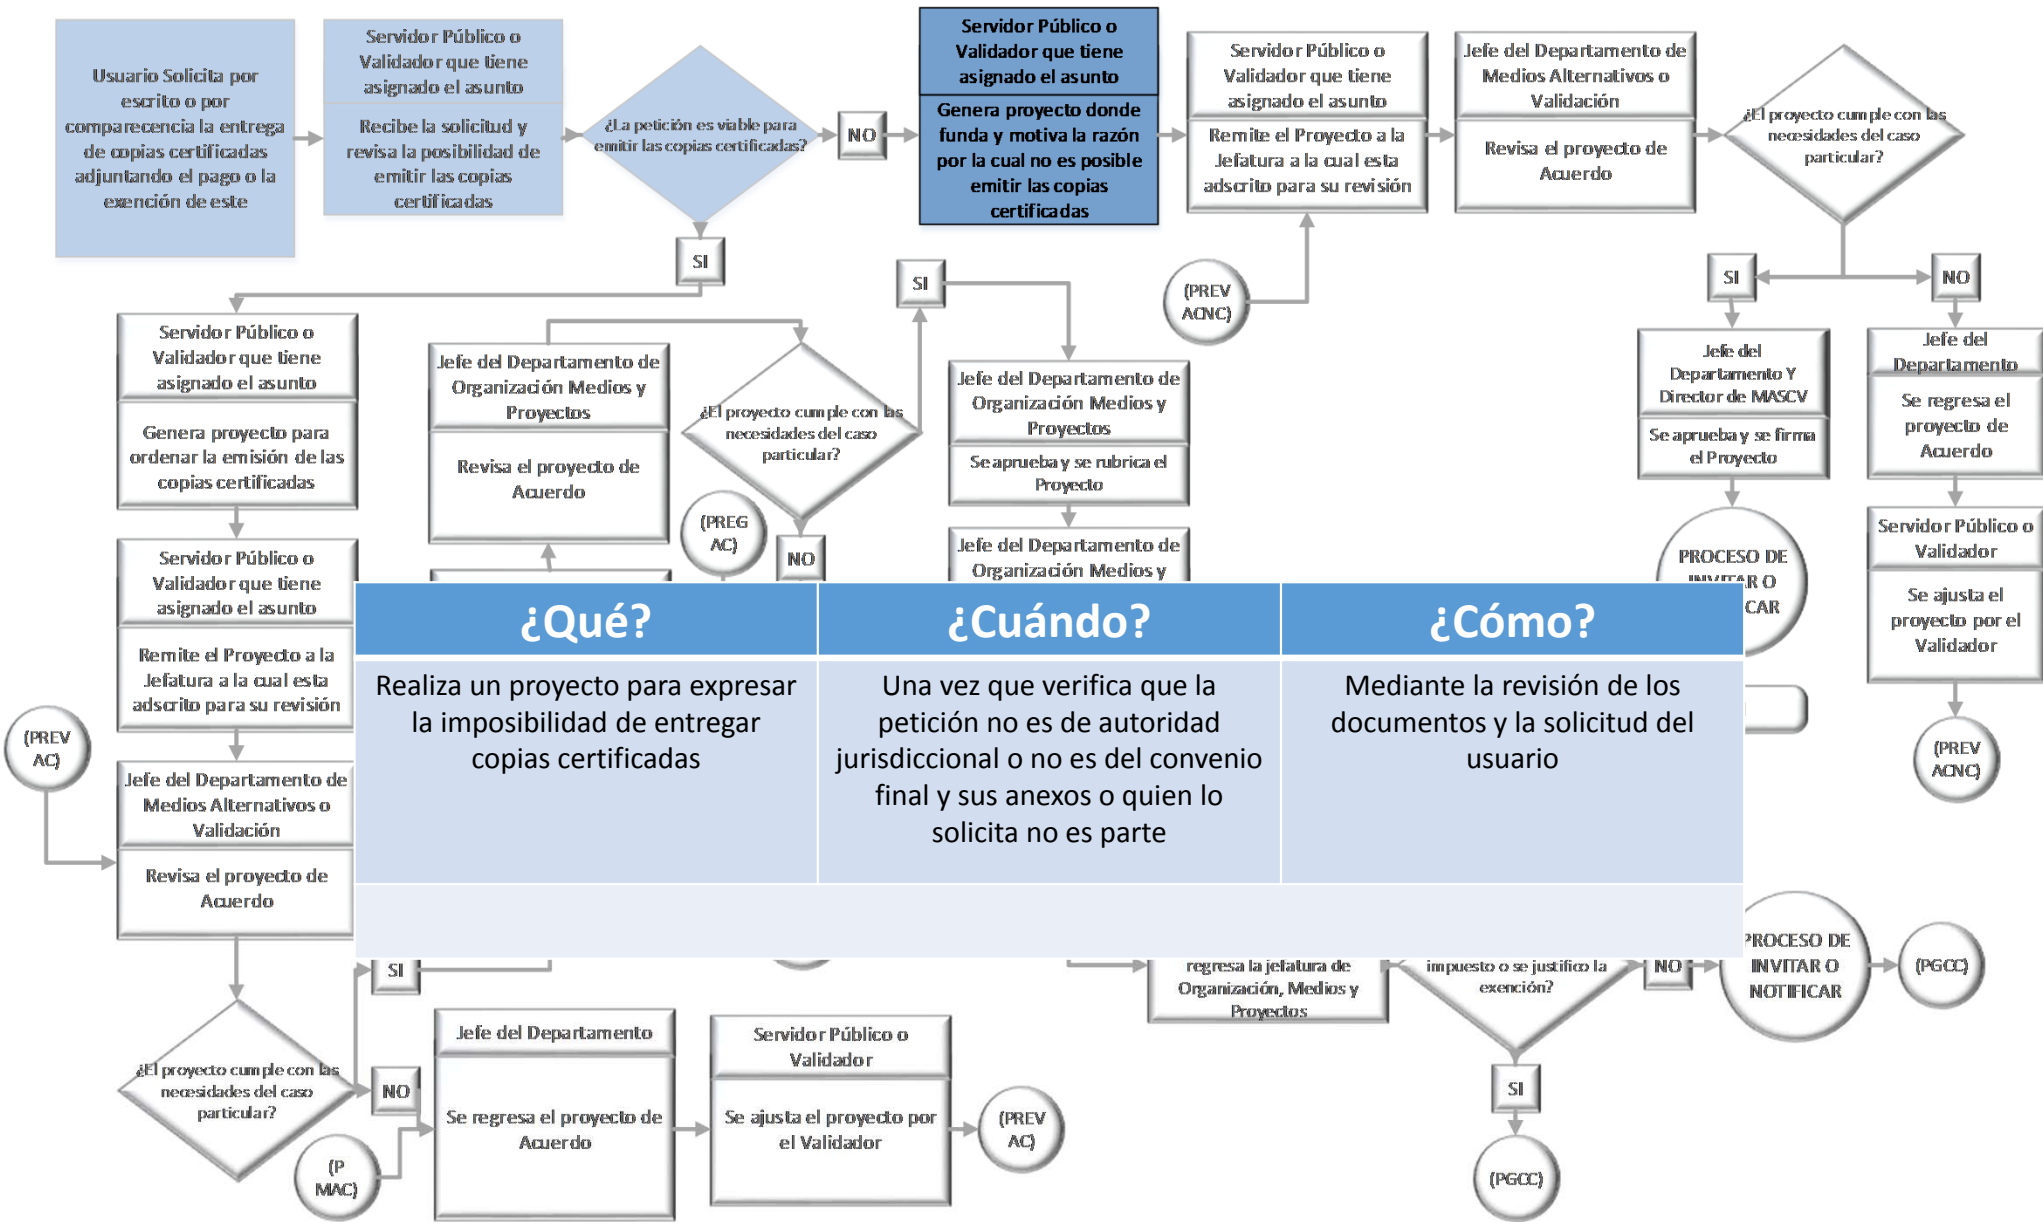 Usuario Solicita por
escrito o por
comparecencia la entrega
de copias certificadas
adjuntando el pago o la
exención de este
Servidor Público o
Validador que tiene
asignado el asunto
Recibe la solicitud y
revisa la posibilidad de
emitir las copias
certificadas
¿La petición es viable para
emitir las copias certificadas?
NO
Servidor Público o
Validador que tiene
asignado el asunto
Genera proyecto donde
funda y motiva la razón
por la cual no es posible
emitir las copias
certificadas
Servidor Público o
Validador que tiene
asignado el asunto
Remite el Proyecto a la
Jefatura a la cual esta
adscrito para su revisión
Jefe del Departamento de
Medios Alternativos o
Validación
Revisa el proyecto de
Acuerdo
¿El proyecto cumple con las
necesidades del caso
particular?
SI
SI
(PREV
ACNC)
SI
NO
Servidor Público o
Validador que tiene
asignado el asunto
Genera proyecto para
ordenar la emisión de las
copias certificadas
Jefe del Departamento de
Organización Medios y
Proyectos
Revisa el proyecto de
Acuerdo
¿El proyecto cumple con las
necesidades del caso
particular?
Jefe del Departamento de
Organización Medios y
Proyectos
Se aprueba y se rubrica el
Proyecto
Jefe del
Departamento Y
Director de MASCV
Se aprueba y se firma
el Proyecto
Jefe del
Departamento
Se regresa el
proyecto de
Acuerdo
(PREG
AC)
NO
Jefe del Departamento de
Organización Medios y
PROCESO DE
INVITAR O
CAR
Servidor Público o
Validador
Se ajusta el
proyecto por el
Validador
Servidor Público o
Validador que tiene
asignado el asunto
Remite el Proyecto a la
Jefatura a la cual esta
adscrito para su revisión
¿Qué?
¿Cuándo?
¿Cómo?
Realiza un proyecto para expresar
la imposibilidad de entregar
copias certificadas
Una vez que verifica que la
petición no es de autoridad
jurisdiccional o no es del convenio
final y sus anexos o quien lo
solicita no es parte
Mediante la revisión de los
documentos y la solicitud del
usuario
(PREV
AC)
(PREV
ACNC)
Jefe del Departamento de
Medios Alternativos o
Validación
Revisa el proyecto de
Acuerdo
SI
regresa la jefatura de
Organización, Medios y
Proyectos
impuesto o se justifico la
exención?
NO
PROCESO DE
INVITAR O
NOTIFICAR
(PGCC)
¿El proyecto cumple con las
necesidades del caso
particular?
NO
(P
MAC)
Jefe del Departamento
Se regresa el proyecto de
Acuerdo
Servidor Público o
Validador
Se ajusta el proyecto por
el Validador
(PREV
AC)
SI
(PGCC)